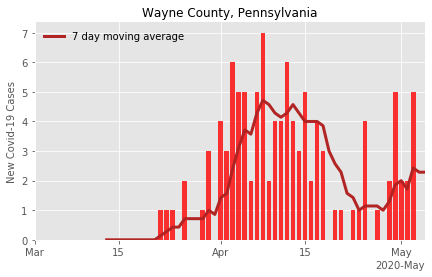 Wayne County, Pennsylvania
7 day moving average
New Covid-19 Cases
7
6
5
4
3
2
1
0
Mar 15 Apr 15 May
2020-May